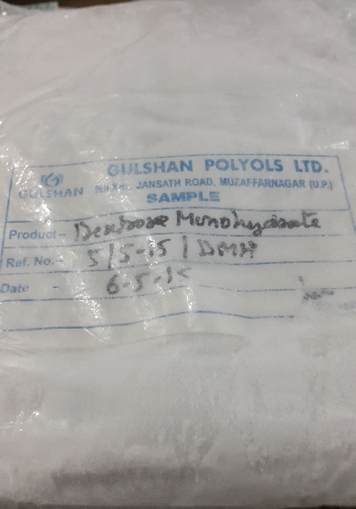 GULSHAN POLYOLS LTD.
GULSHAN JANSATH ROAD, MUZAFFARNAGAR (U.P.)
SAMPLE
Product - Dextrose Monohydrate
Ref. No. - 5/5-15 / DMH
Date - 6-5-15